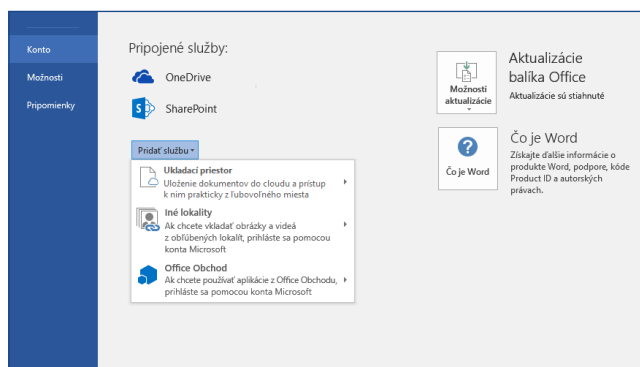 Konto
Možnosti
Pripomienky
Pripojené služby:
OneDrive
SharePoint
Pridať službu
Ukladací priestor
Uloženie dokumentov do cloudu a prístup
k nim prakticky z ľubovoľného miesta
Iné lokality
Ak chcete vkladať obrázky a videá
z obľúbených lokalít, prihláste sa pomocou
konta Microsoft
Office Obchod
Ak chcete používať aplikácie z Office Obchodu,
prihláste sa pomocou konta Microsoft
Možnosti
aktualizácie
Aktualizácie
balíka Office
Aktualizácie sú stiahnuté
Čo je Word
Čo je Word
Získajte ďalšie informácie o
produkte Word, podpore, kóde
Product ID a autorských
právach.